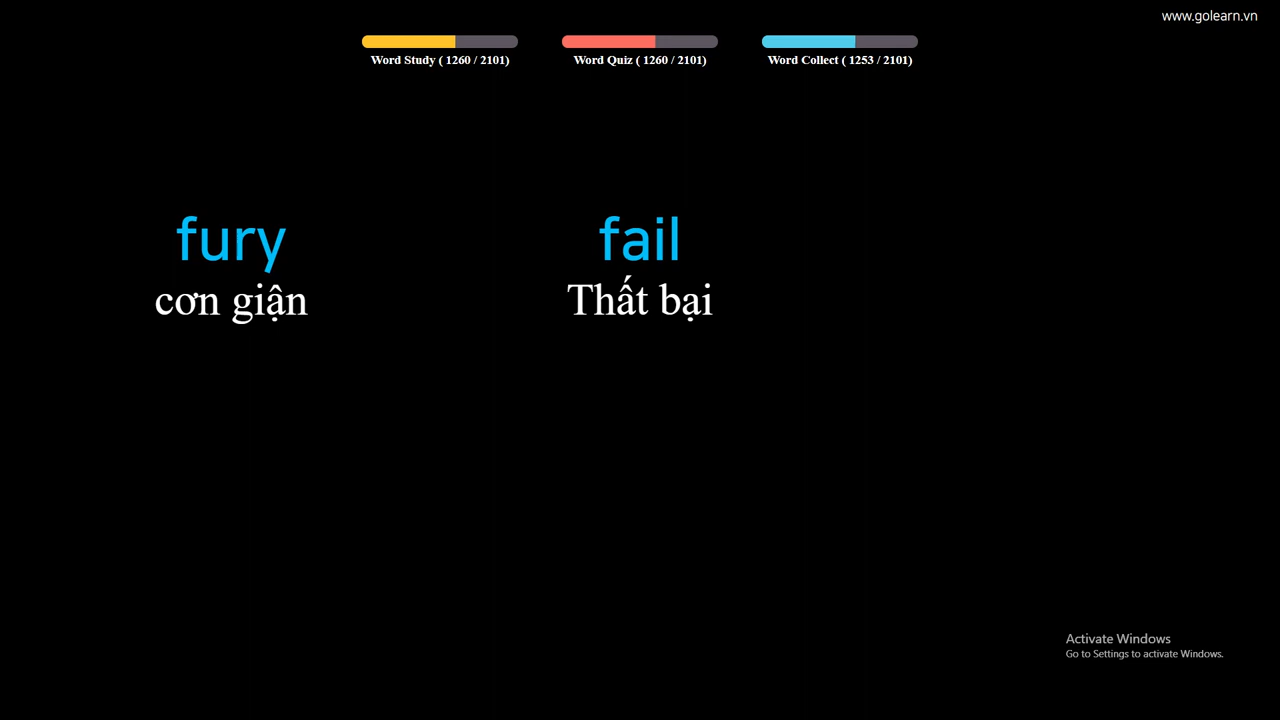 www.golearn.vn
Word Study ( 1260 / 2101)
Word Quiz ( 1260 / 2101)
Word Collect ( 1253 / 2101)
fury
cơn giận
fail
Thất bại
Activate Windows
Go to Settings to activate Windows.